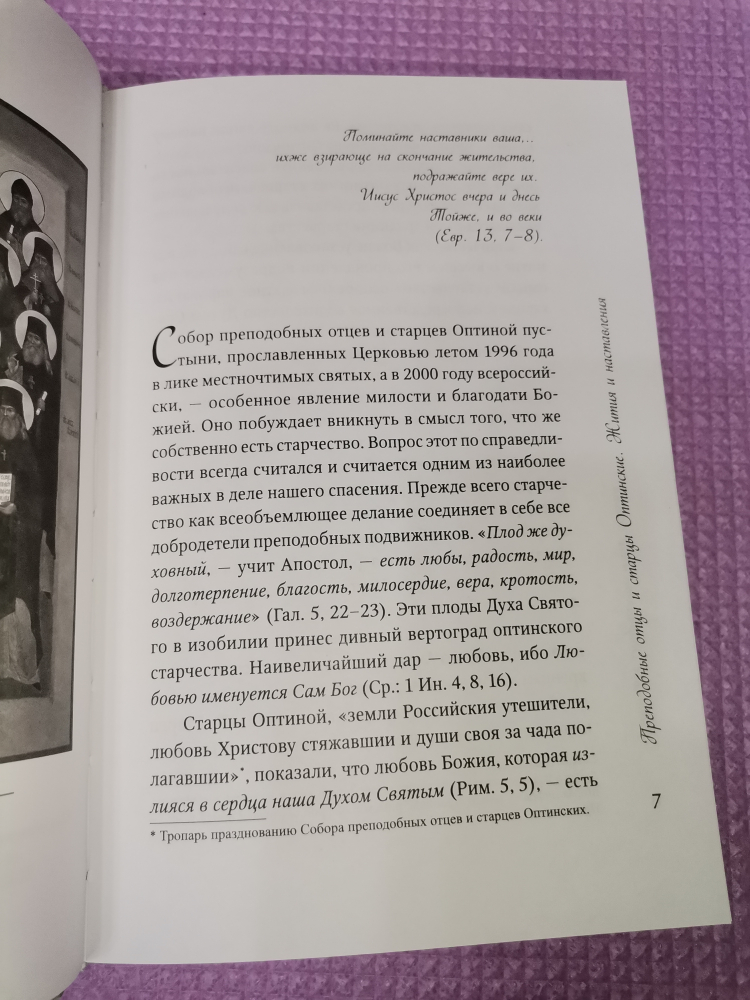 Поминайте наставники ваша...
ихже взирающе на скончание жительства,
подражайте вере их.
Иисус Христос вчера и днесь
Тойже, и во веки
(Евр. 13, 7–8).
Собор преподобных отцев и старцев Оптиной пус-
тыни, прославленных Церковью летом 1996 года
в лике местночтимых святых, а в 2000 году всероссий-
ски, — особенное явление милости и благодати Бо-
жией. Оно побуждает вникнуть в смысл того, что же
собственно есть старчество. Вопрос этот по справедли-
вости всегда считался и считается одним из наиболее
важных в деле нашего спасения. Прежде всего старче-
ство как всеобъемлющее делание соединяет в себе все
добродетели преподобных подвижников. «Плод же ду-
ховный, — учит Апостол, — есть любы, радость, мир,
долготерпение, благость, милосердие, вера, кротость,
воздержание» (Гал. 5, 22–23). Эти плоды Духа Свято-
го в изобилии принес дивный вертоград оптинского
старчества. Наивеличайший дар — любовь, ибо Лю-
бовью именуется Сам Бог (Ср.: 1 Ин. 4, 8, 16).
Старцы Оптиной, «земли Российския утешители,
любовь Христову стяжавшии и души своя за чада по-
лагавшии»*, показали, что любовь Божия, которая из-
лияся в сердца наша Духом Святым (Рим. 5, 5), — есть
* Тропарь празднованию Собора преподобных отцев и старцев Оптинских.
Преподобные отцы и старцы Оптинские. Жития и наставления
7